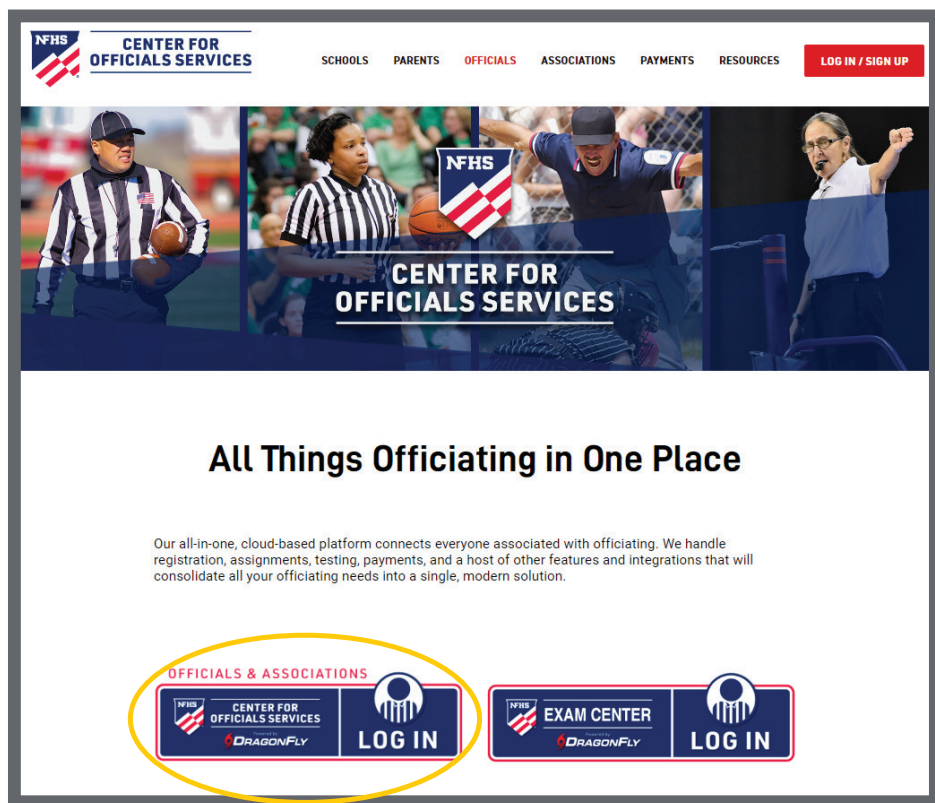 NFHS
CENTER FOR
OFFICIALS SERVICES
SCHOOLS PARENTS OFFICIALS ASSOCIATIONS PAYMENTS RESOURCES LOG IN / SIGN UP
NFHS
CENTER FOR
OFFICIALS SERVICES
All Things Officiating in One Place
Our all-in-one, cloud-based platform connects everyone associated with officiating. We handle
registration, assignments, testing, payments, and a host of other features and integrations that will
consolidate all your officiating needs into a single, modern solution.
OFFICIALS & ASSOCIATIONS
NFHS
CENTER FOR
OFFICIALS SERVICES
Powered by
DRAGONFLY
LOG IN
NFHS
EXAM CENTER
Powered by
DRAGONFLY
LOG IN